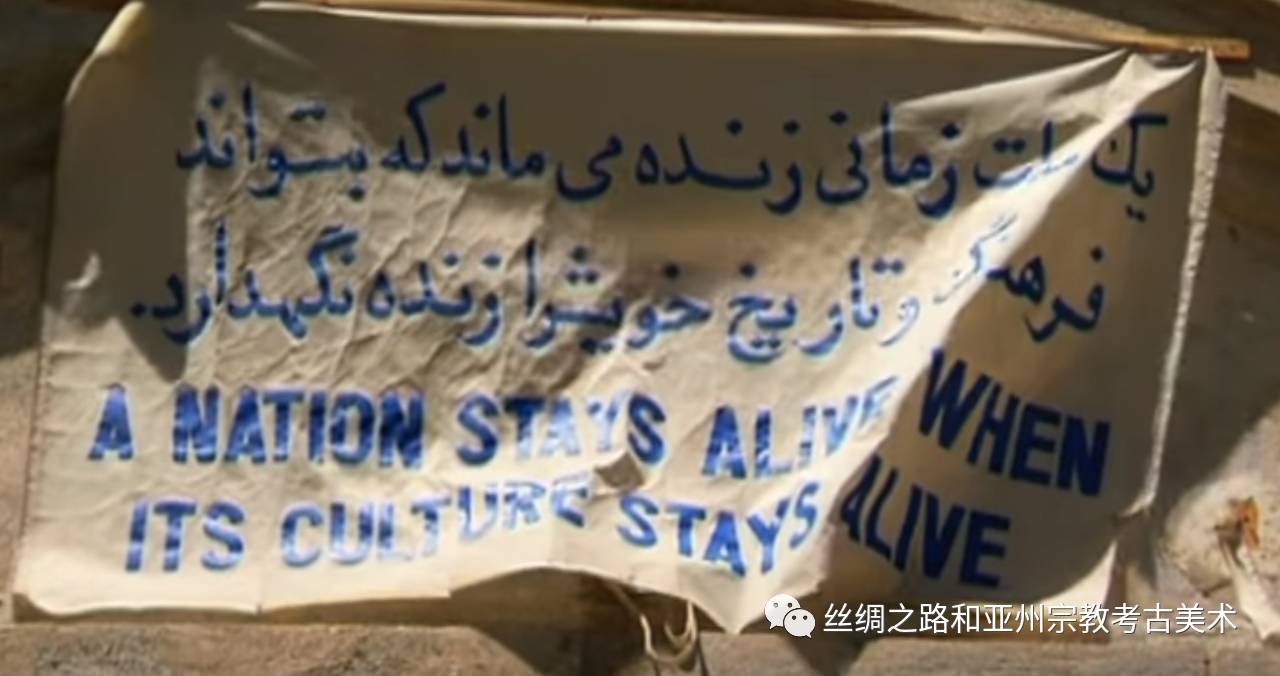 یک ملت زمانی زنده می ماند که بتواند
فرهنگ و تاریخ خویشرا زنده نگهدارد.
A NATION STAYS ALIVE WHEN
ITS CULTURE STAYS ALIVE
丝绸之路和亚州宗教考古美术